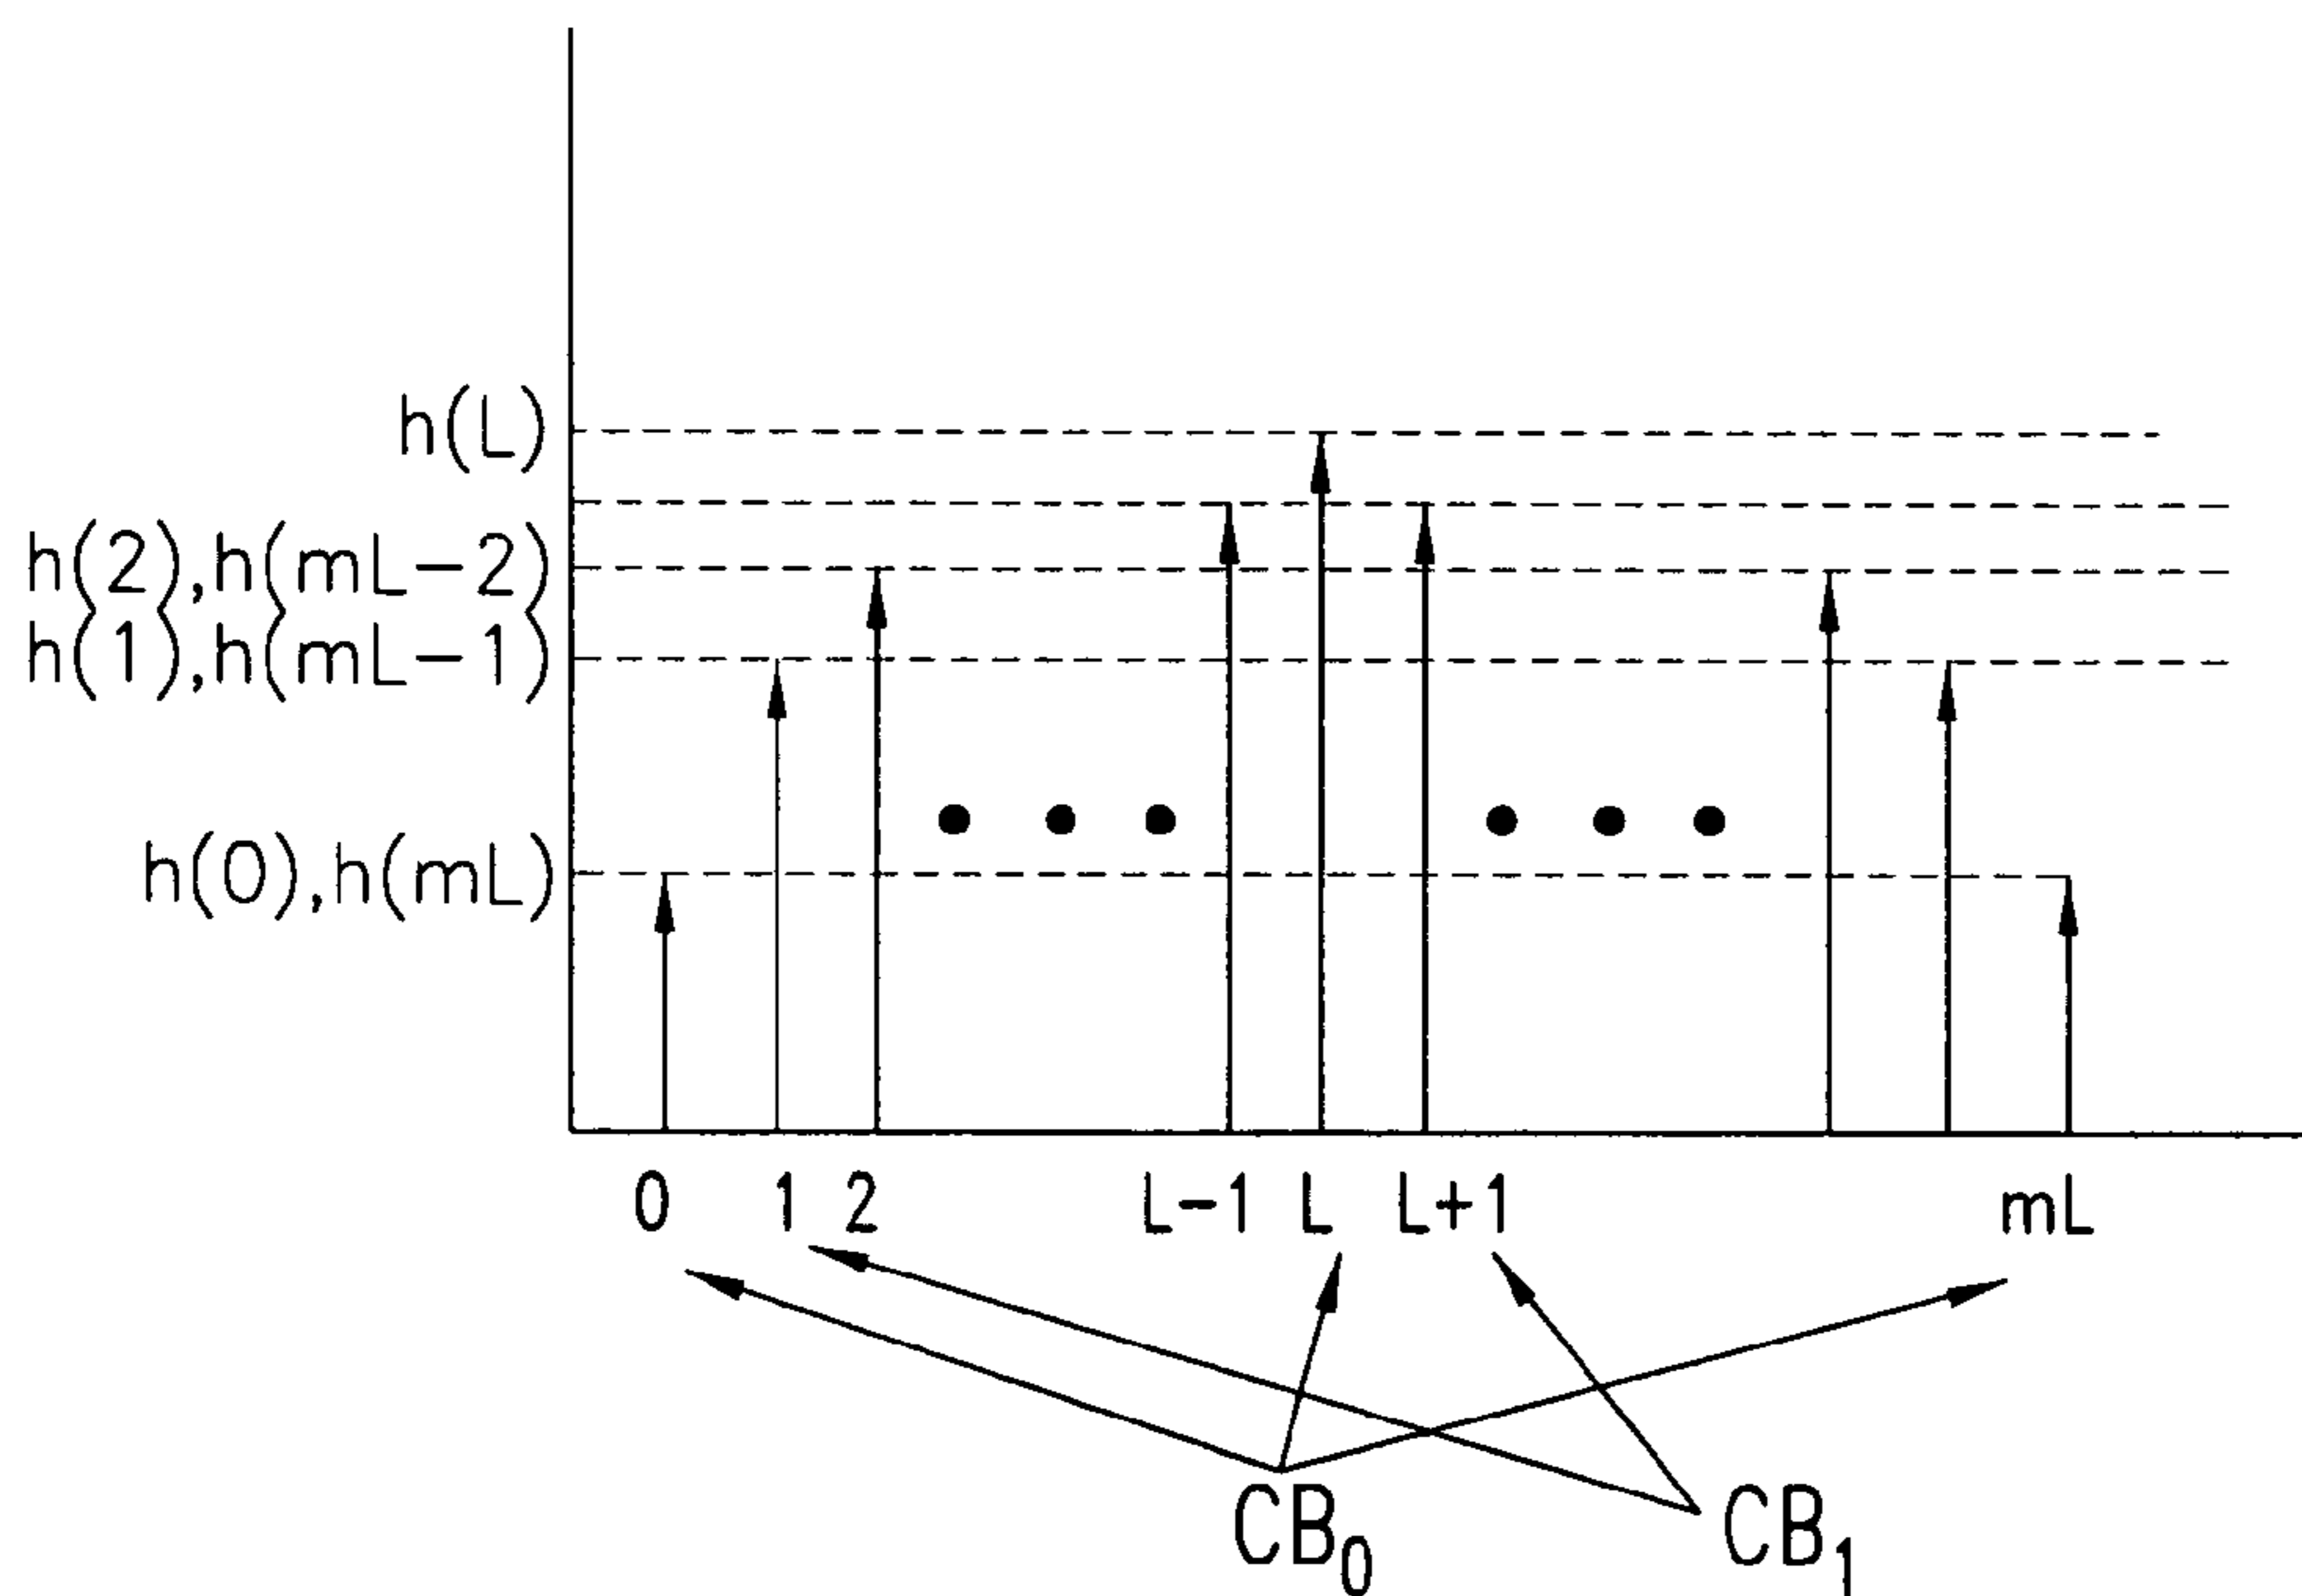 h(L)
h(2),h(mL-2)
h(1),h(mL-1)
h(0),h(mL)
0 1 2 L-1 L L+1 mL
CB₀ CB₁